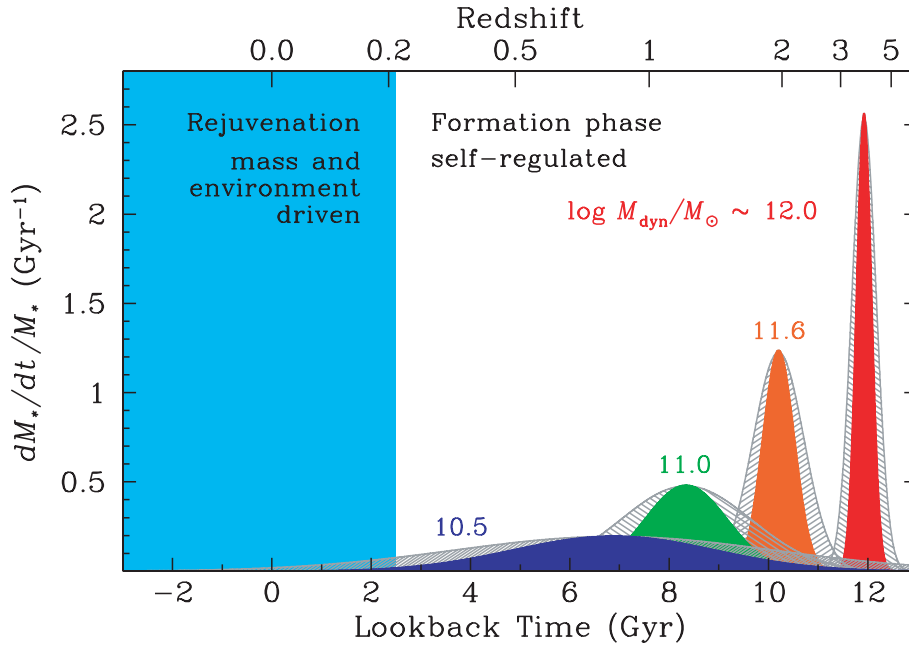 Redshift
0.0 0.2 0.5 1 2 3 5
Rejuvenation
mass and
environment
driven
Formation phase
self-regulated
log M_dyn/M_⊙ ~ 12.0
11.6
11.0
10.5
dM_*/dt/M_* (Gyr⁻¹)
2.5
2
1.5
1
0.5
−2 0 2 4 6 8 10 12
Lookback Time (Gyr)